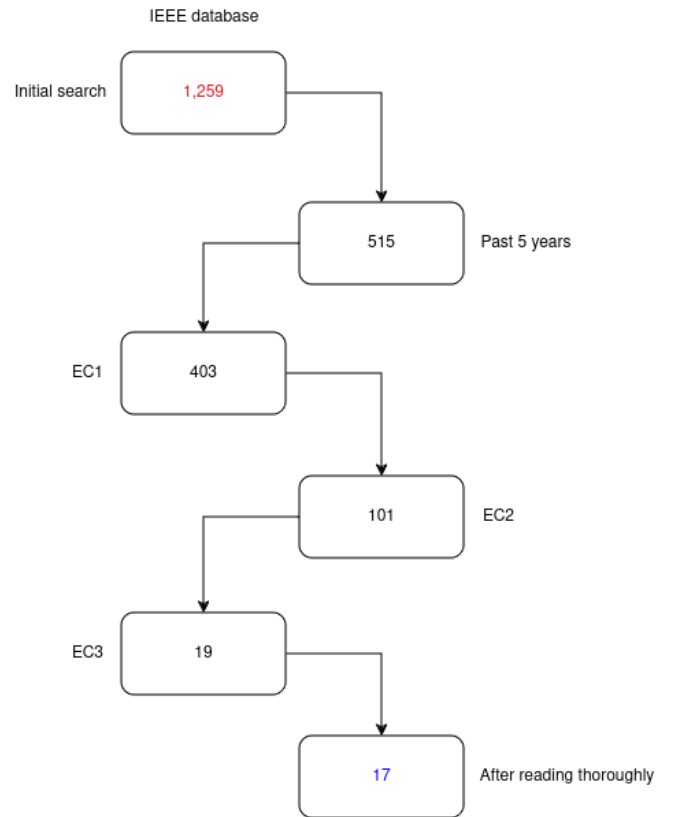 IEEE database
Initial search
1,259
515
Past 5 years
EC1
403
101
EC2
EC3
19
17
After reading thoroughly